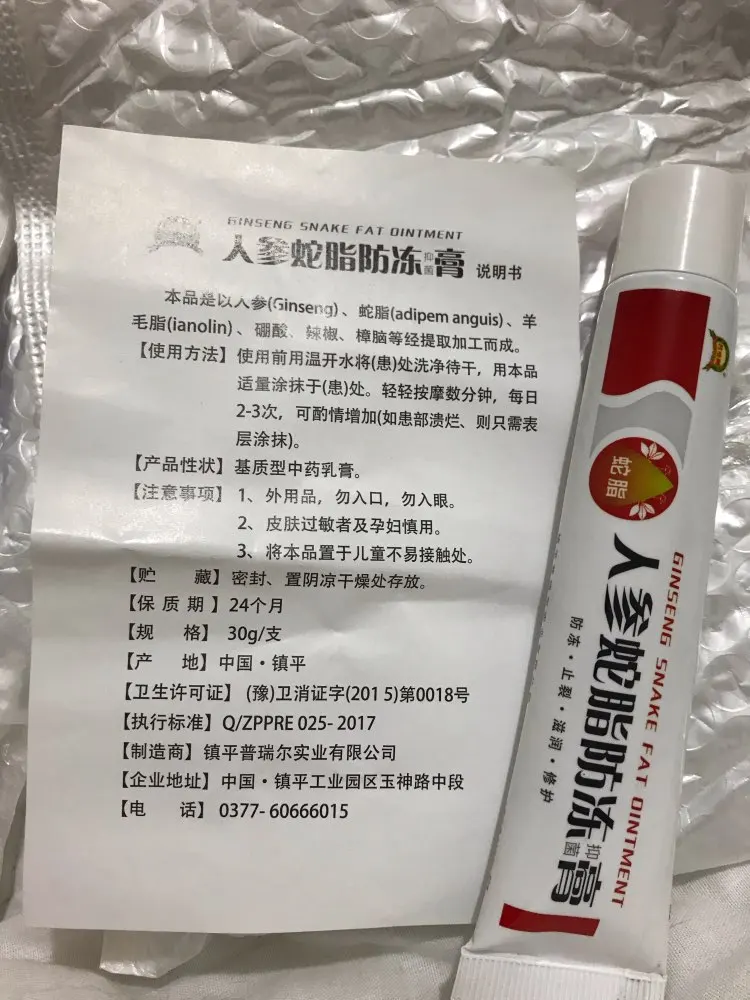 GINSENG SNAKE FAT OINTMENT
人参蛇脂防冻抑菌膏 说明书
本品是以人参(Ginseng)、蛇脂(adipem anguis)、羊
毛脂(ianolin)、硼酸、辣椒、樟脑等经提取加工而成。
【使用方法】使用前用温开水将(患)处洗净待干，用本品
适量涂抹于(患)处。轻轻按摩数分钟，每日
2-3次，可酌情增加(如患部溃烂、则只需表
层涂抹)。
【产品性状】基质型中药乳膏。
【注意事项】1、外用品，勿入口，勿入眼。
2、皮肤过敏者及孕妇慎用。
3、将本品置于儿童不易接触处。
【贮 藏】密封、置阴凉干燥处存放。
【保 质 期】24个月
【规 格】 30g/支
【产 地】中国·镇平
【卫生许可证】 (豫)卫消证字(201 5)第0018号
【执行标准】Q/ZPPRE 025- 2017
【制造商】镇平普瑞尔实业有限公司
【企业地址】中国·镇平工业园区玉神路中段
【电 话】 0377- 60666015
蛇脂
GINSENG SNAKE FAT OINTMENT
人参蛇脂防冻抑菌膏
防冻·止裂·滋润·修护